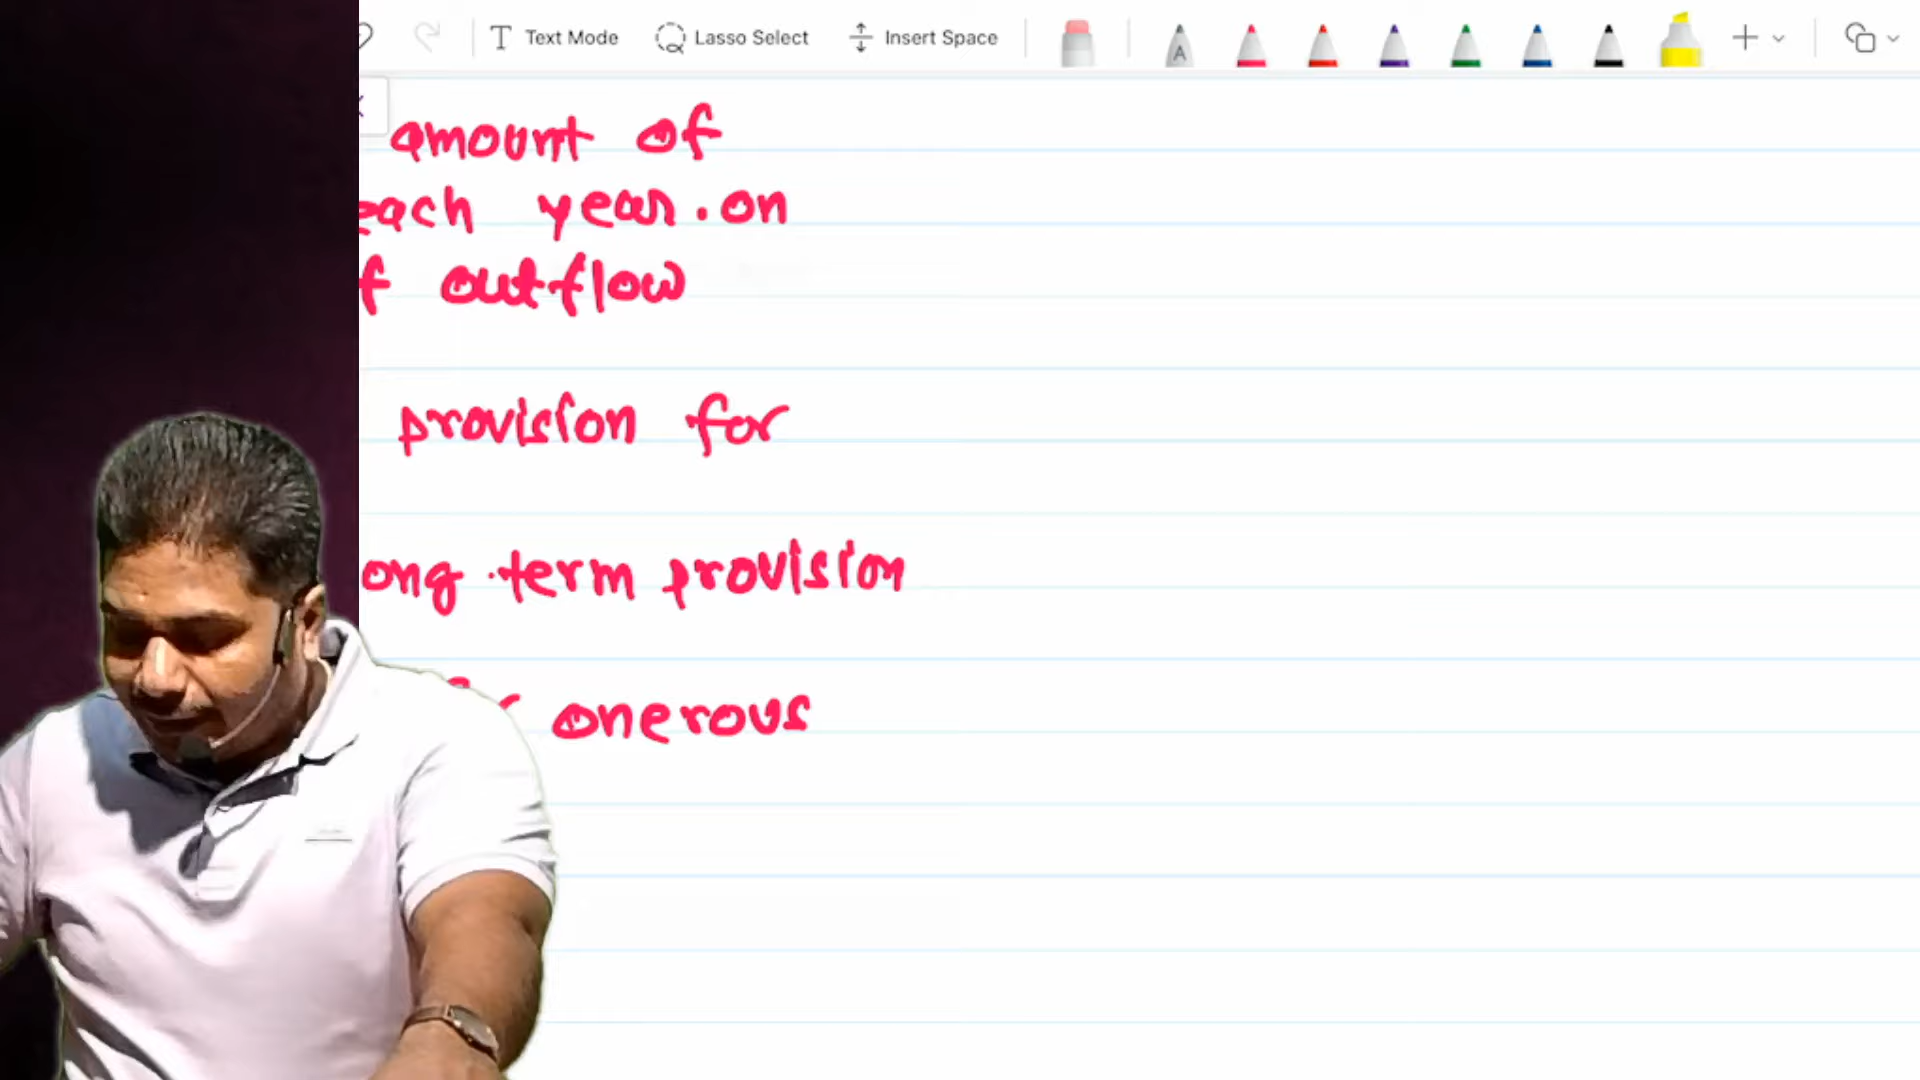 Text Mode Lasso Select Insert Space
A
amount of
each year. on
f outflow
provision for
ong term provision
onerous